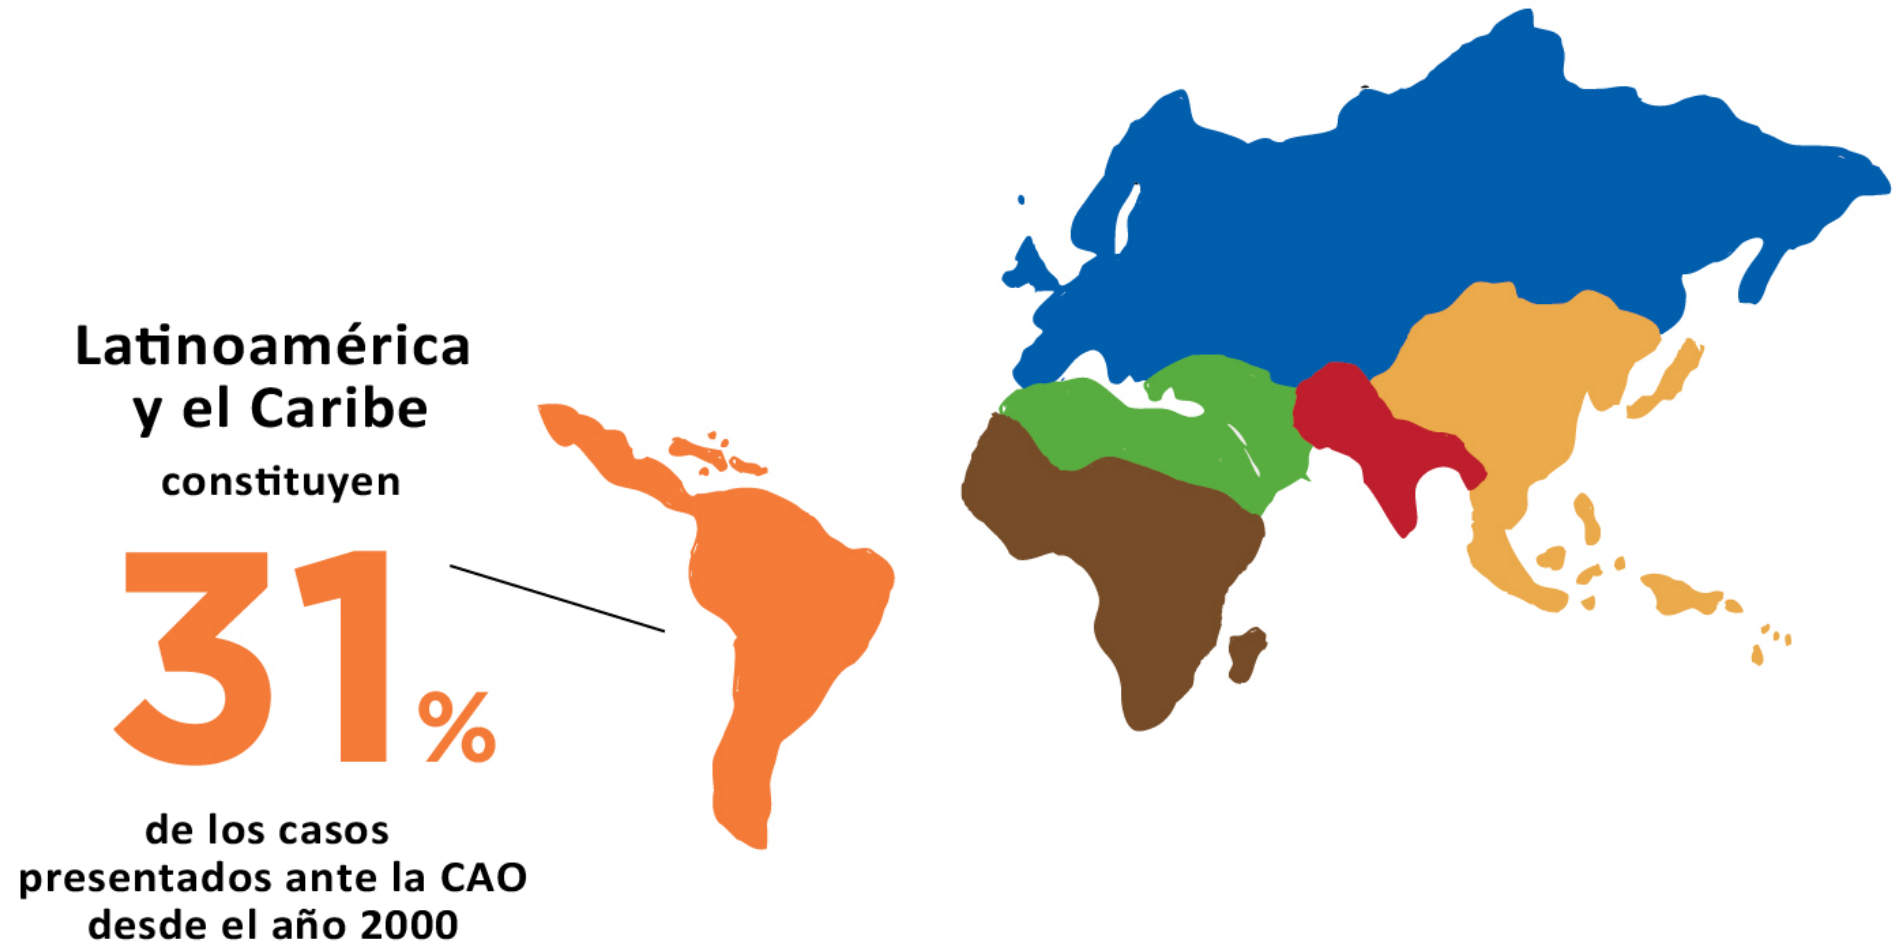 Latinoamérica
y el Caribe
constituyen
31%
de los casos
presentados ante la CAO
desde el año 2000